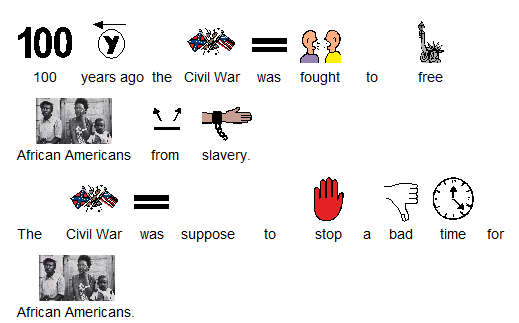 100 y
100 years ago the Civil War was fought to free
African Americans from slavery.
The Civil War was suppose to stop a bad time for
African Americans.